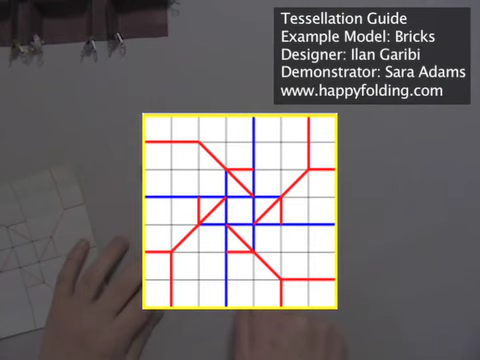 Tessellation Guide
Example Model: Bricks
Designer: Ilan Garibi
Demonstrator: Sara Adams
www.happyfolding.com